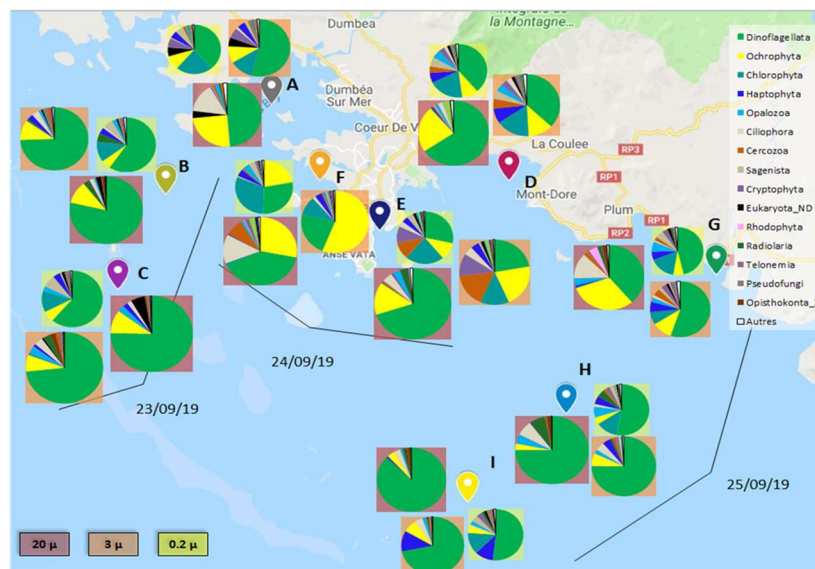 Dumbea
Intégrale de
la Montagne...
Dinoflagellata
Ochrophyta
Chlorophyta
Haptophyta
Opalozoa
Ciliophora
Cercozoa
Sagenista
Cryptophyta
Eukaryota_ND
Rhodophyta
Radiolaria
Telonemia
Pseudofungi
Opisthokonta_
Autres
A
Dumbéa
Sur Mer
Coeur De V
La Coulee
RP3
RP1
B
F
D
Mont-Dore
Plum
RP1
RP2
E
ANSE VATA
G
C
24/09/19
23/09/19
H
I
25/09/19
20 µ
3 µ
0.2 µ